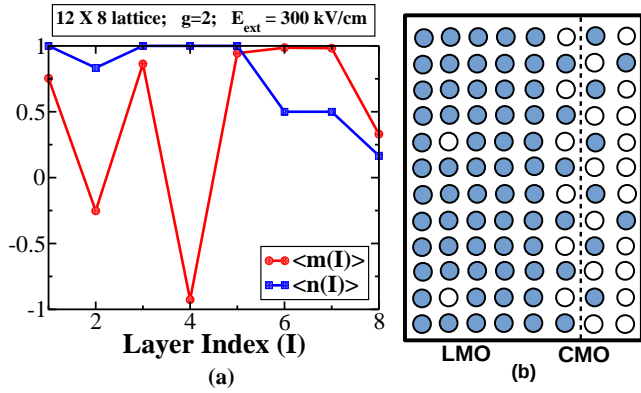 12 X 8 lattice; g=2; E_ext = 300 kV/cm
1
0.5
0
-0.5
-1
<m(I)>
<n(I)>
2 4 6 8
Layer Index (I)
(a)
LMO CMO
(b)